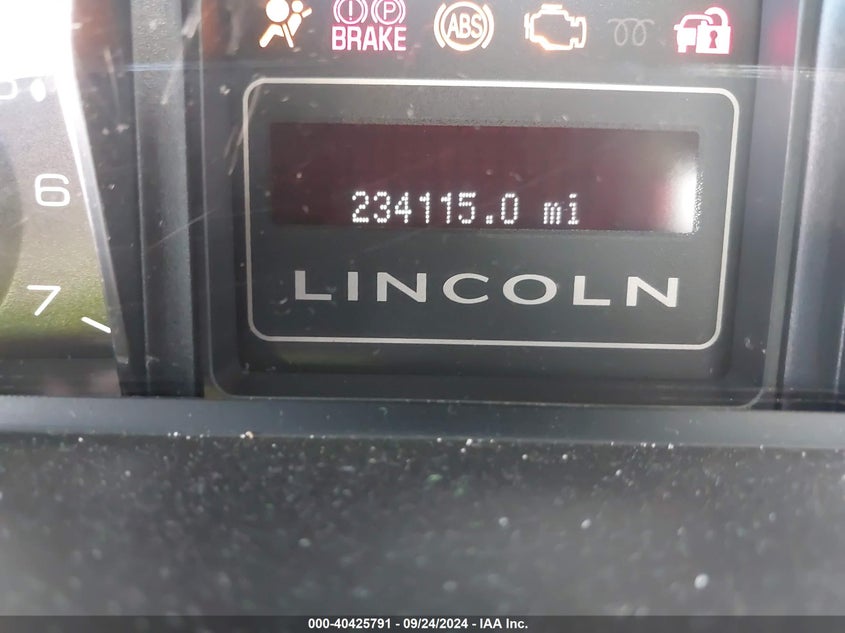 BRAKE ABS
234115.0 mi
6
LINCOLN
7
000-40425791 - 09/24/2024 - IAA Inc.